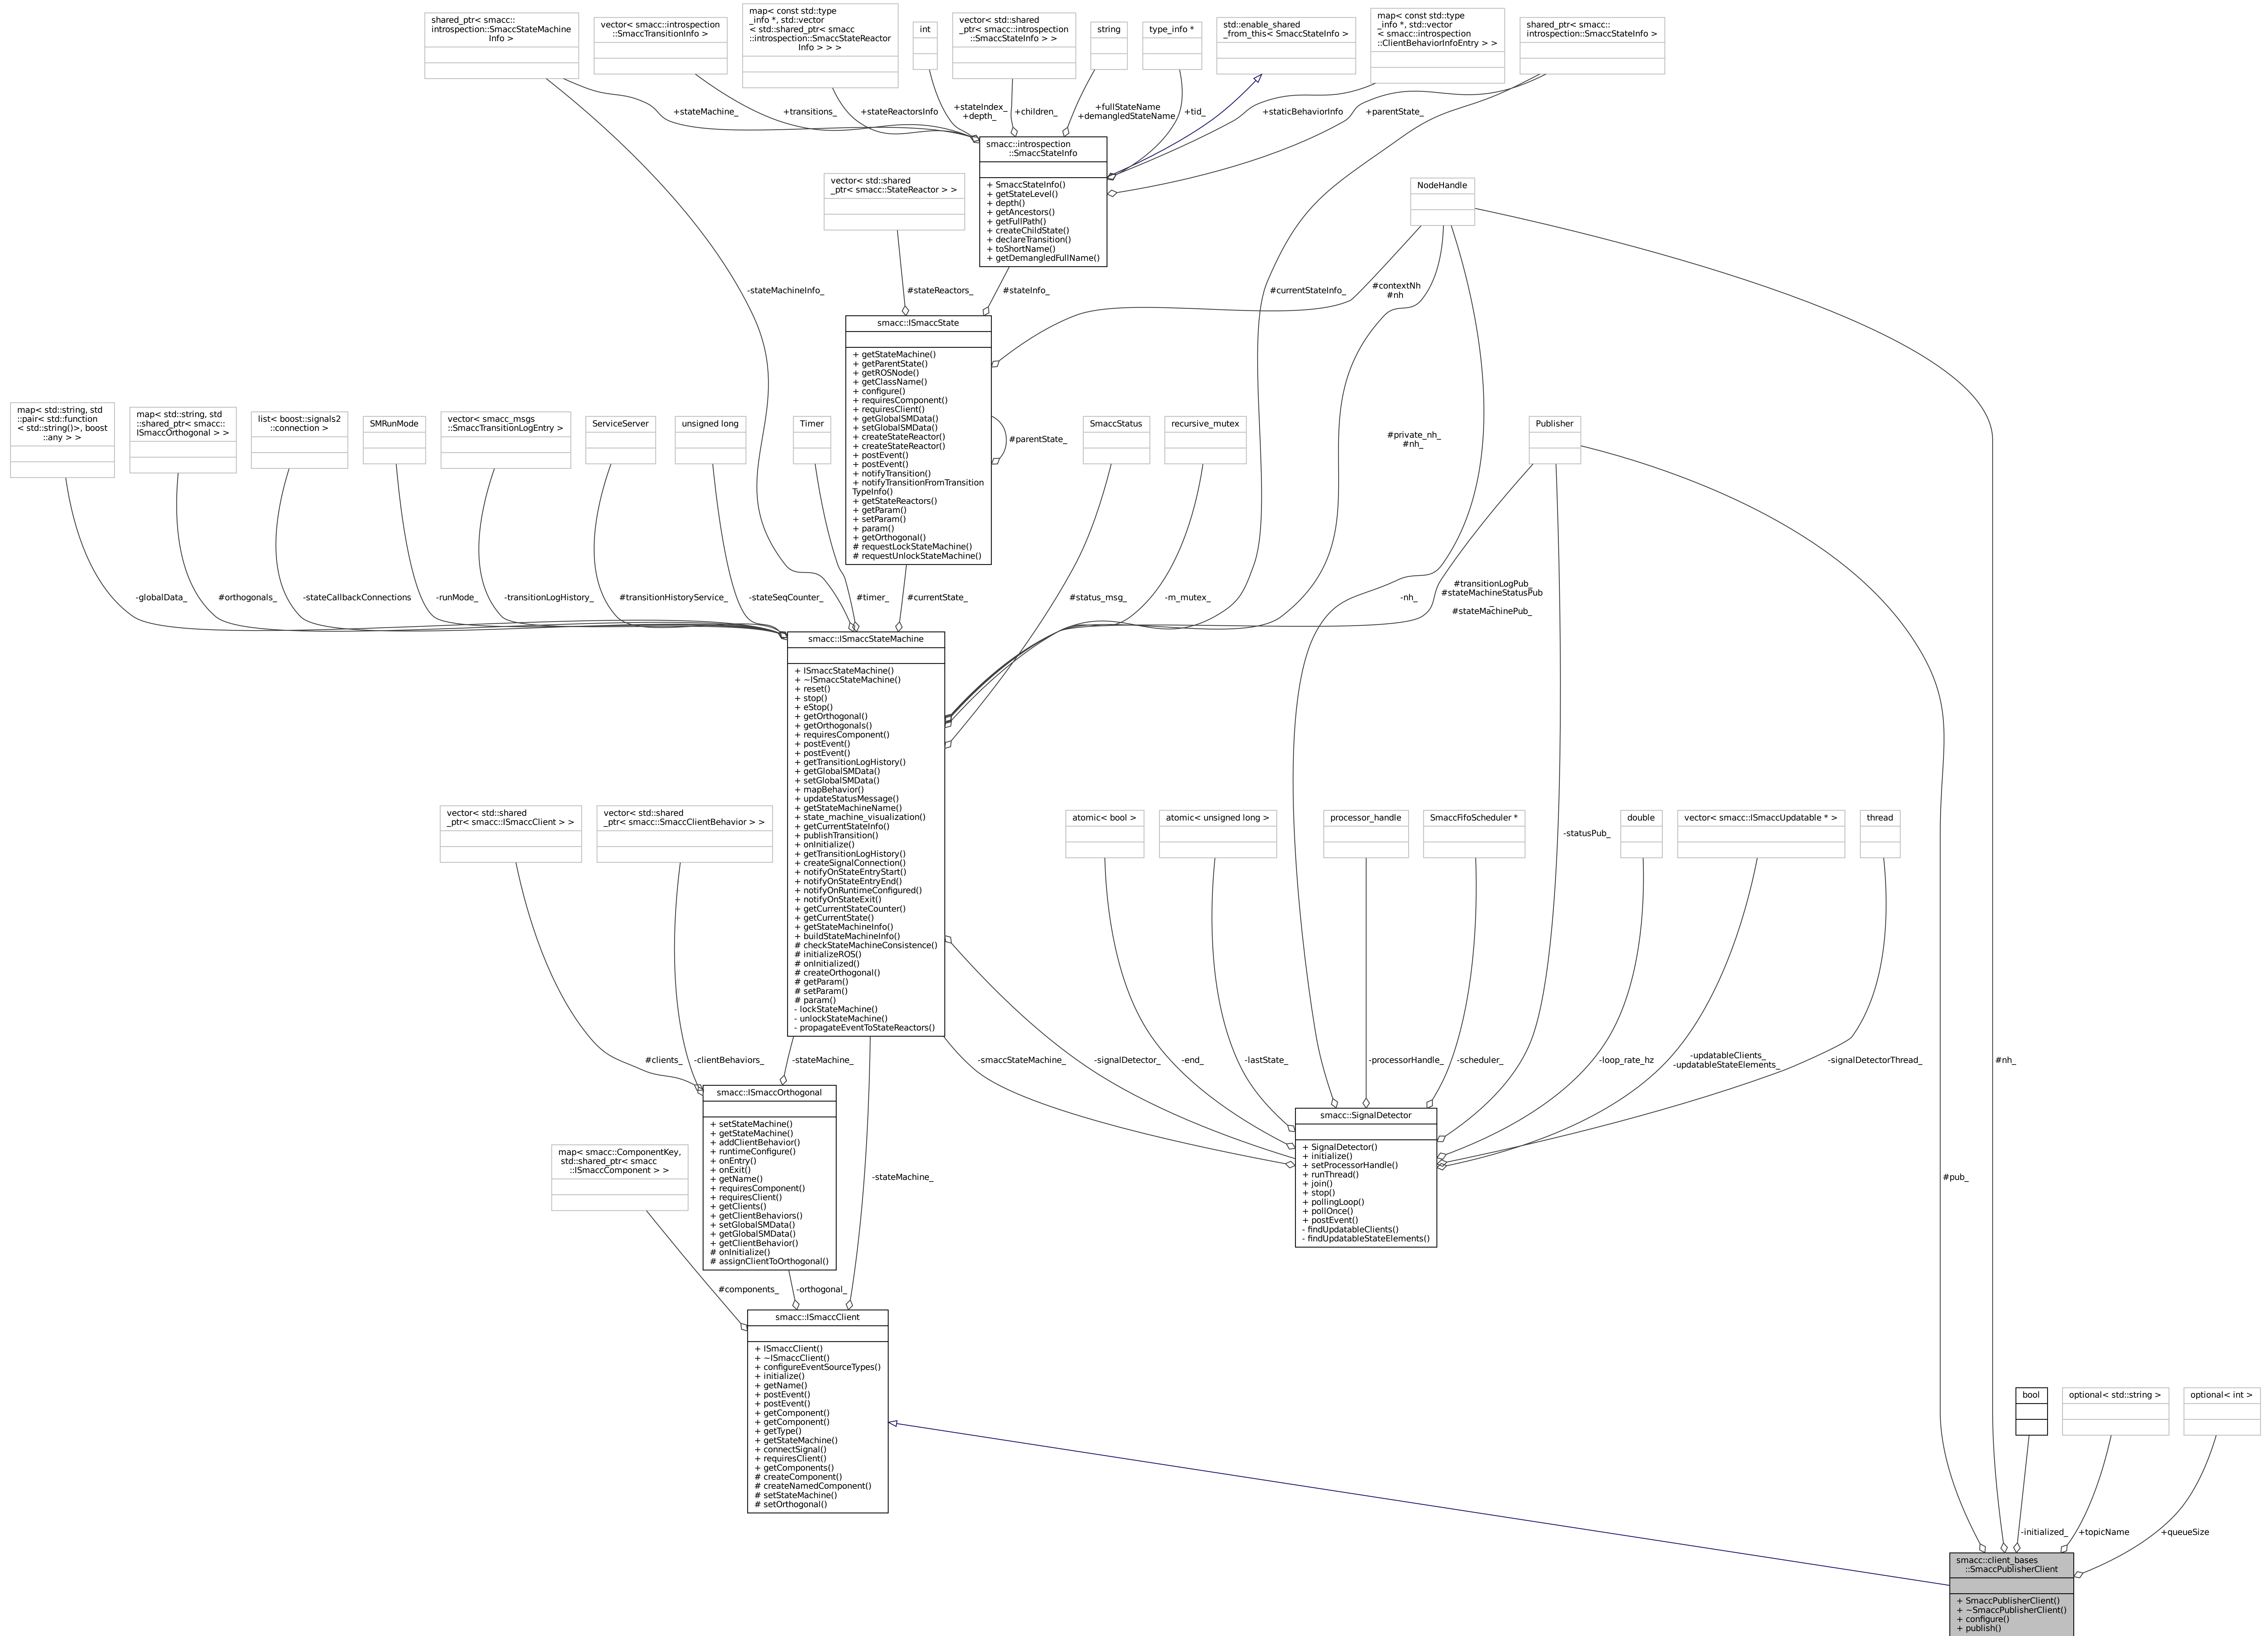 shared_ptr< smacc::
introspection::SmaccStateMachine
Info >
vector< smacc::introspection
::SmaccTransitionInfo >
map< const std::type
_info *, std::vector
< std::shared_ptr< smacc
::introspection::SmaccStateReactor
Info > > >
int
vector< std::shared
_ptr< smacc::introspection
::SmaccStateInfo > >
string
type_info *
std::enable_shared
_from_this< SmaccStateInfo >
map< const std::type
_info *, std::vector
< smacc::introspection
::ClientBehaviorInfoEntry > >
shared_ptr< smacc::
introspection::SmaccStateInfo >
+stateMachine_
+transitions_
+stateReactorsInfo
+stateIndex_
+depth_
+children_
+fullStateName
+demangledStateName
+tid_
+staticBehaviorInfo
+parentState_
smacc::introspection
::SmaccStateInfo
+ SmaccStateInfo()
+ getStateLevel()
+ depth()
+ getAncestors()
+ getFullPath()
+ createChildState()
+ declareTransition()
+ toShortName()
+ getDemangledFullName()
vector< std::shared
_ptr< smacc::StateReactor > >
NodeHandle
-stateMachineInfo_
#stateReactors_
#stateInfo_
#currentStateInfo_
#contextNh
#nh
smacc::ISmaccState
+ getStateMachine()
+ getParentState()
+ getROSNode()
+ getClassName()
+ configure()
+ requiresComponent()
+ requiresClient()
+ getGlobalSMData()
+ setGlobalSMData()
+ createStateReactor()
+ createStateReactor()
+ postEvent()
+ postEvent()
+ notifyTransition()
+ notifyTransitionFromTransition
TypeInfo()
+ getStateReactors()
+ getParam()
+ setParam()
+ param()
+ getOrthogonal()
# requestLockStateMachine()
# requestUnlockStateMachine()
#parentState_
map< std::string, std
::pair< std::function
< std::string()>, boost
::any > >
map< std::string, std
::shared_ptr< smacc::
ISmaccOrthogonal > >
list< boost::signals2
::connection >
SMRunMode
vector< smacc_msgs
::SmaccTransitionLogEntry >
ServiceServer
unsigned long
Timer
SmaccStatus
recursive_mutex
#private_nh_
#nh_
Publisher
-globalData_
#orthogonals_
-stateCallbackConnections
-runMode_
-transitionLogHistory_
#transitionHistoryService_
-stateSeqCounter_
#timer_
#currentState_
#status_msg_
-m_mutex_
-nh_
#transitionLogPub_
#stateMachineStatusPub
_
#stateMachinePub_
smacc::ISmaccStateMachine
+ ISmaccStateMachine()
+ ~ISmaccStateMachine()
+ reset()
+ stop()
+ eStop()
+ getOrthogonal()
+ getOrthogonals()
+ requiresComponent()
+ postEvent()
+ postEvent()
+ getTransitionLogHistory()
+ getGlobalSMData()
+ setGlobalSMData()
+ mapBehavior()
+ updateStatusMessage()
+ getStateMachineName()
+ state_machine_visualization()
+ getCurrentStateInfo()
+ publishTransition()
+ onInitialize()
+ getTransitionLogHistory()
+ createSignalConnection()
+ notifyOnStateEntryStart()
+ notifyOnStateEntryEnd()
+ notifyOnRuntimeConfigured()
+ notifyOnStateExit()
+ getCurrentStateCounter()
+ getCurrentState()
+ getStateMachineInfo()
+ buildStateMachineInfo()
# checkStateMachineConsistence()
# initializeROS()
# onInitialized()
# createOrthogonal()
# getParam()
# setParam()
# param()
- lockStateMachine()
- unlockStateMachine()
- propagateEventToStateReactors()
vector< std::shared
_ptr< smacc::ISmaccClient > >
vector< std::shared
_ptr< smacc::SmaccClientBehavior > >
atomic< bool >
atomic< unsigned long >
processor_handle
SmaccFifoScheduler *
-statusPub_
double
vector< smacc::ISmaccUpdatable * >
thread
#clients_
-clientBehaviors_
-stateMachine_
-smaccStateMachine_
-signalDetector_
-end_
-lastState_
-processorHandle_
-scheduler_
-loop_rate_hz
-updatableClients_
-updatableStateElements_
-signalDetectorThread_
#nh_
smacc::ISmaccOrthogonal
+ setStateMachine()
+ getStateMachine()
+ addClientBehavior()
+ runtimeConfigure()
+ onEntry()
+ onExit()
+ getName()
+ requiresComponent()
+ requiresClient()
+ getClients()
+ getClientBehaviors()
+ setGlobalSMData()
+ getGlobalSMData()
+ getClientBehavior()
# onInitialize()
# assignClientToOrthogonal()
smacc::SignalDetector
+ SignalDetector()
+ initialize()
+ setProcessorHandle()
+ runThread()
+ join()
+ stop()
+ pollingLoop()
+ pollOnce()
+ postEvent()
- findUpdatableClients()
- findUpdatableStateElements()
map< smacc::ComponentKey,
std::shared_ptr< smacc
::ISmaccComponent > >
-stateMachine_
#pub_
#components_
-orthogonal_
smacc::ISmaccClient
+ ISmaccClient()
+ ~ISmaccClient()
+ configureEventSourceTypes()
+ initialize()
+ getName()
+ postEvent()
+ postEvent()
+ getComponent()
+ getComponent()
+ getType()
+ getStateMachine()
+ connectSignal()
+ requiresClient()
+ getComponents()
# createComponent()
# createNamedComponent()
# setStateMachine()
# setOrthogonal()
bool
optional< std::string >
optional< int >
-initialized_
+topicName
+queueSize
smacc::client_bases
::SmaccPublisherClient
+ SmaccPublisherClient()
+ ~SmaccPublisherClient()
+ configure()
+ publish()